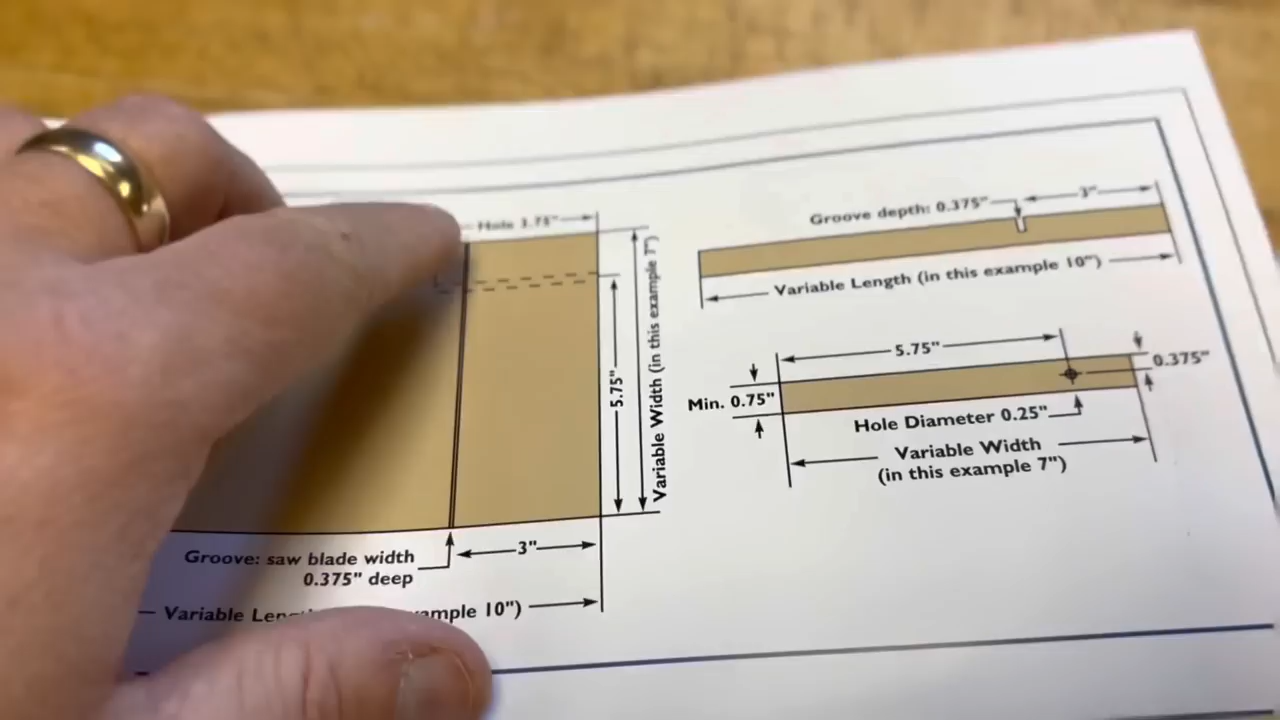 Hole 3.75"
5.75"
Variable Width (in this example 7")
Groove: saw blade width
0.375" deep
3"
Variable Len
ample 10")
Groove depth: 0.375"
3"
Variable Length (in this example 10")
5.75"
0.375"
Min. 0.75"
Hole Diameter 0.25"
Variable Width
(in this example 7")